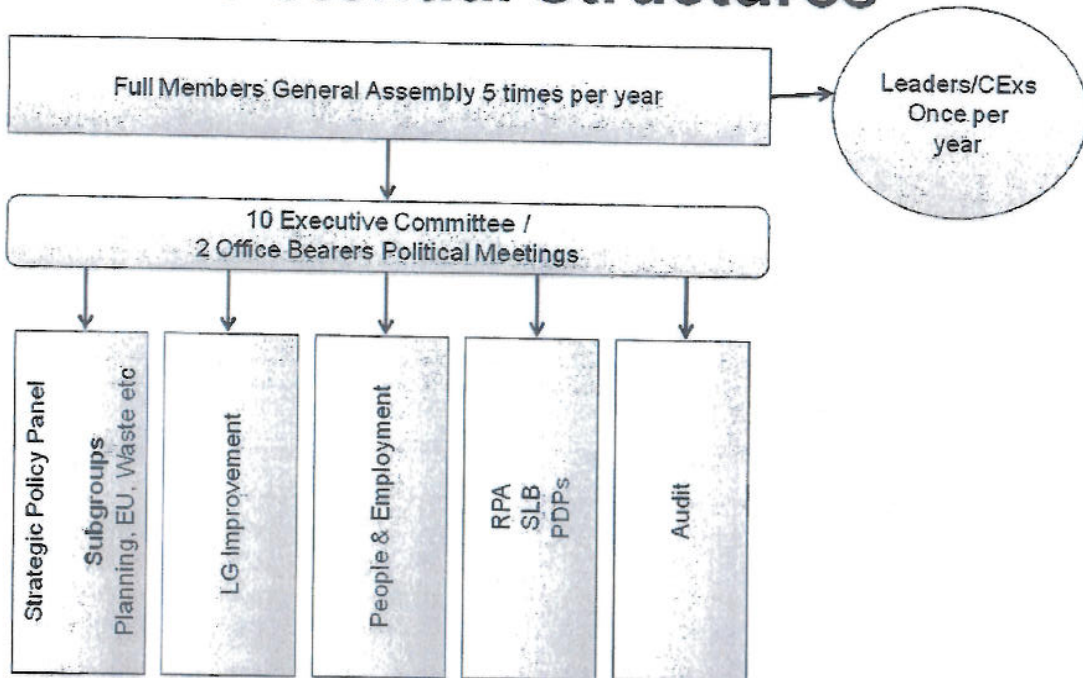 Structures
Full Members General Assembly 5 times per year
Leaders/CExs
Once per
year
10 Executive Committee /
2 Office Bearers Political Meetings
Strategic Policy Panel
Subgroups
Planning, EU, Waste etc
LG Improvement
People & Employment
RPA
SLB
PDPs
Audit